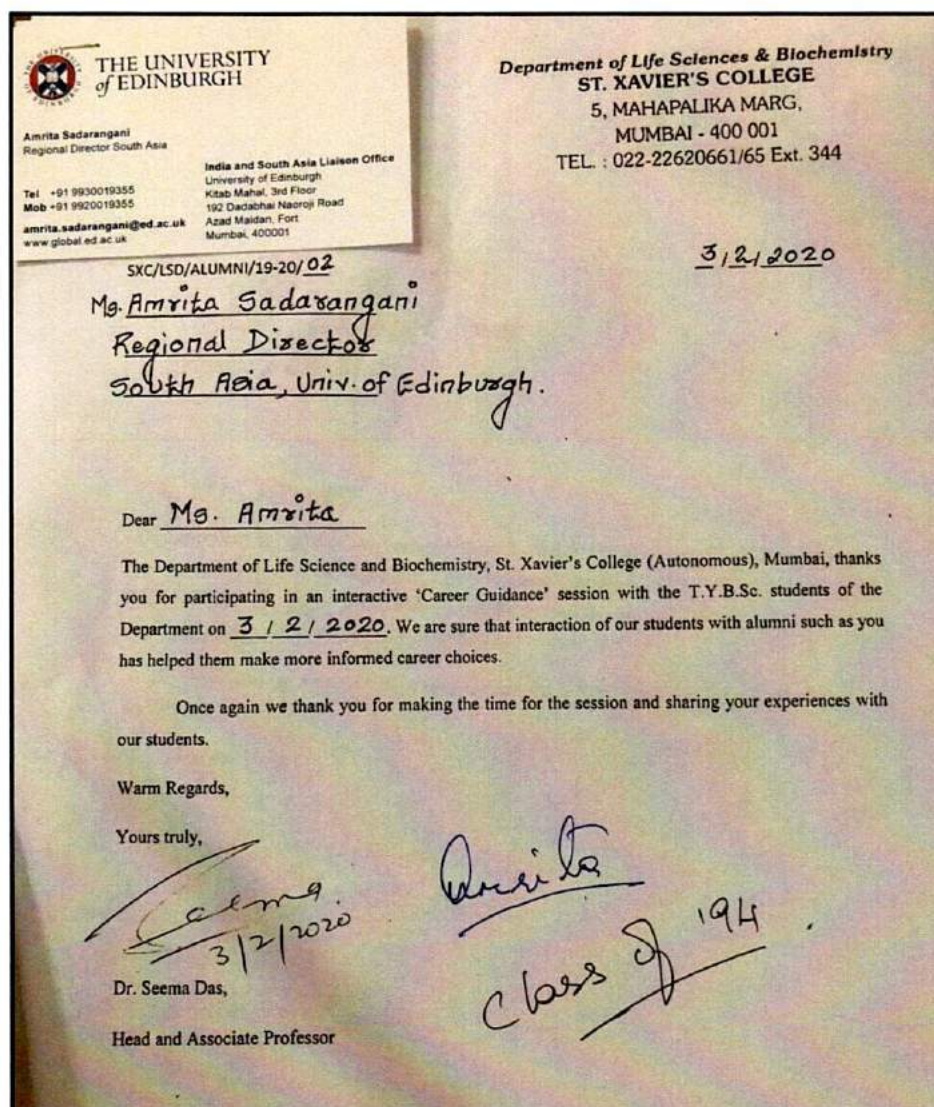 THE UNIVERSITY
of EDINBURGH
Amrita Sadarangani
Regional Director South Asia
Tel +91 9930019355
Mob +91 9920019355
amrita.sadarangani@ed.ac.uk
www.global.ed.ac.uk
India and South Asia Liaison Office
University of Edinburgh
Kitab Mahal, 3rd Floor
192 Dadabhai Naoroji Road
Azad Maidan, Fort
Mumbai, 400001
Department of Life Sciences & Biochemistry
ST. XAVIER'S COLLEGE
5, MAHAPALIKA MARG,
MUMBAI - 400 001
TEL. : 022-22620661/65 Ext. 344
3/2/2020
SXC/LSD/ALUMNI/19-20/02
Ms. Amrita Sadarangani
Regional Director
South Asia, Univ. of Edinburgh.
Dear Ms. Amrita
The Department of Life Science and Biochemistry, St. Xavier's College (Autonomous), Mumbai, thanks
you for participating in an interactive 'Career Guidance' session with the T.Y.B.Sc. students of the
Department on 3 / 2 / 2020. We are sure that interaction of our students with alumni such as you
has helped them make more informed career choices.
Once again we thank you for making the time for the session and sharing your experiences with
our students.
Warm Regards,
Yours truly,
Seema
3/2/2020
Amrita
Class of '94
Dr. Seema Das,
Head and Associate Professor